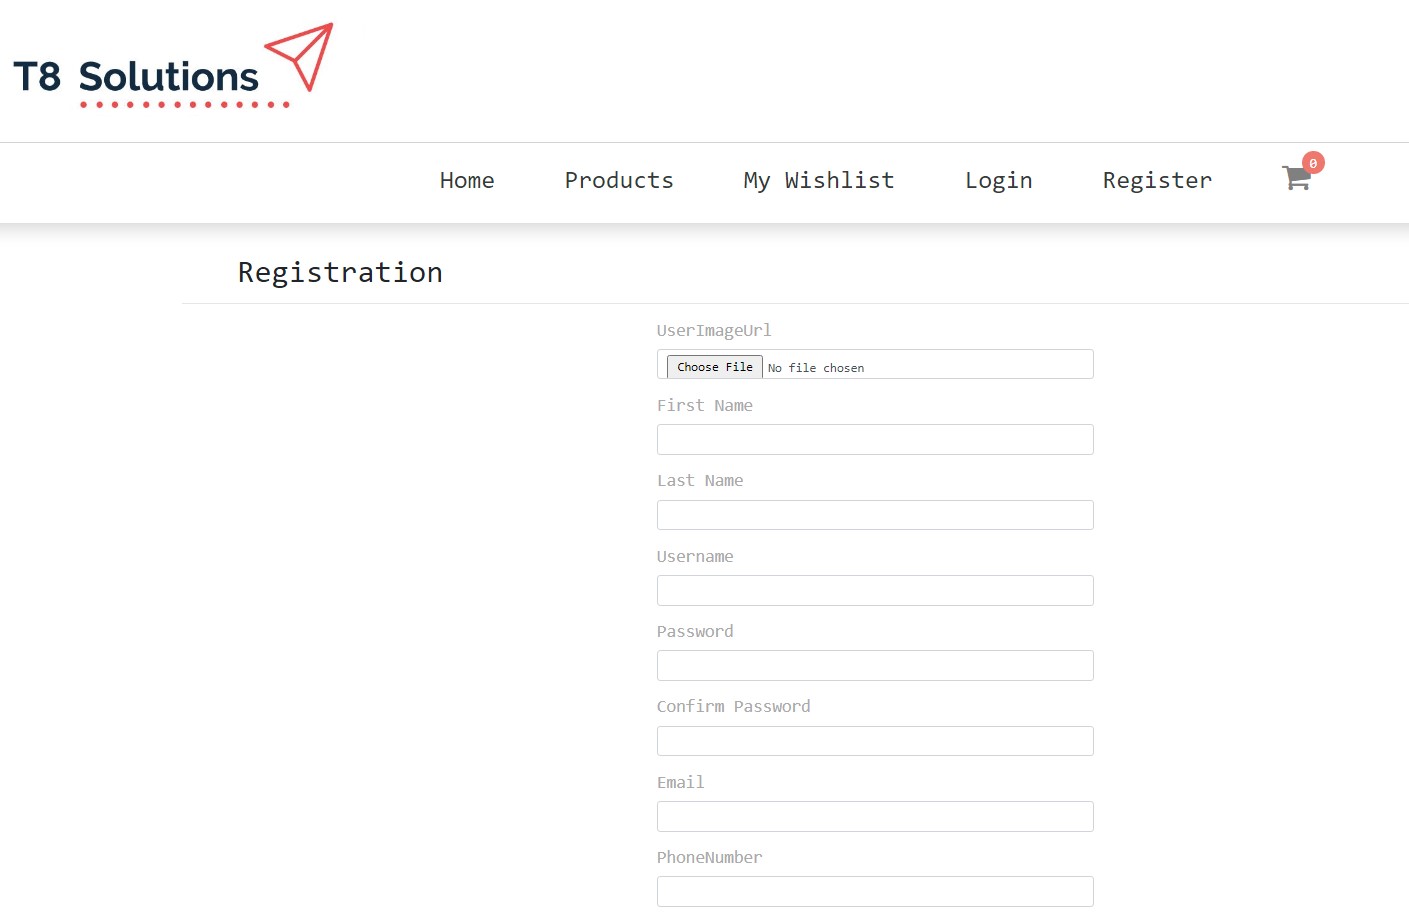 T8 Solutions
Home Products My Wishlist Login Register 0
Registration
UserImageUrl
Choose File No file chosen
First Name
Last Name
Username
Password
Confirm Password
Email
PhoneNumber